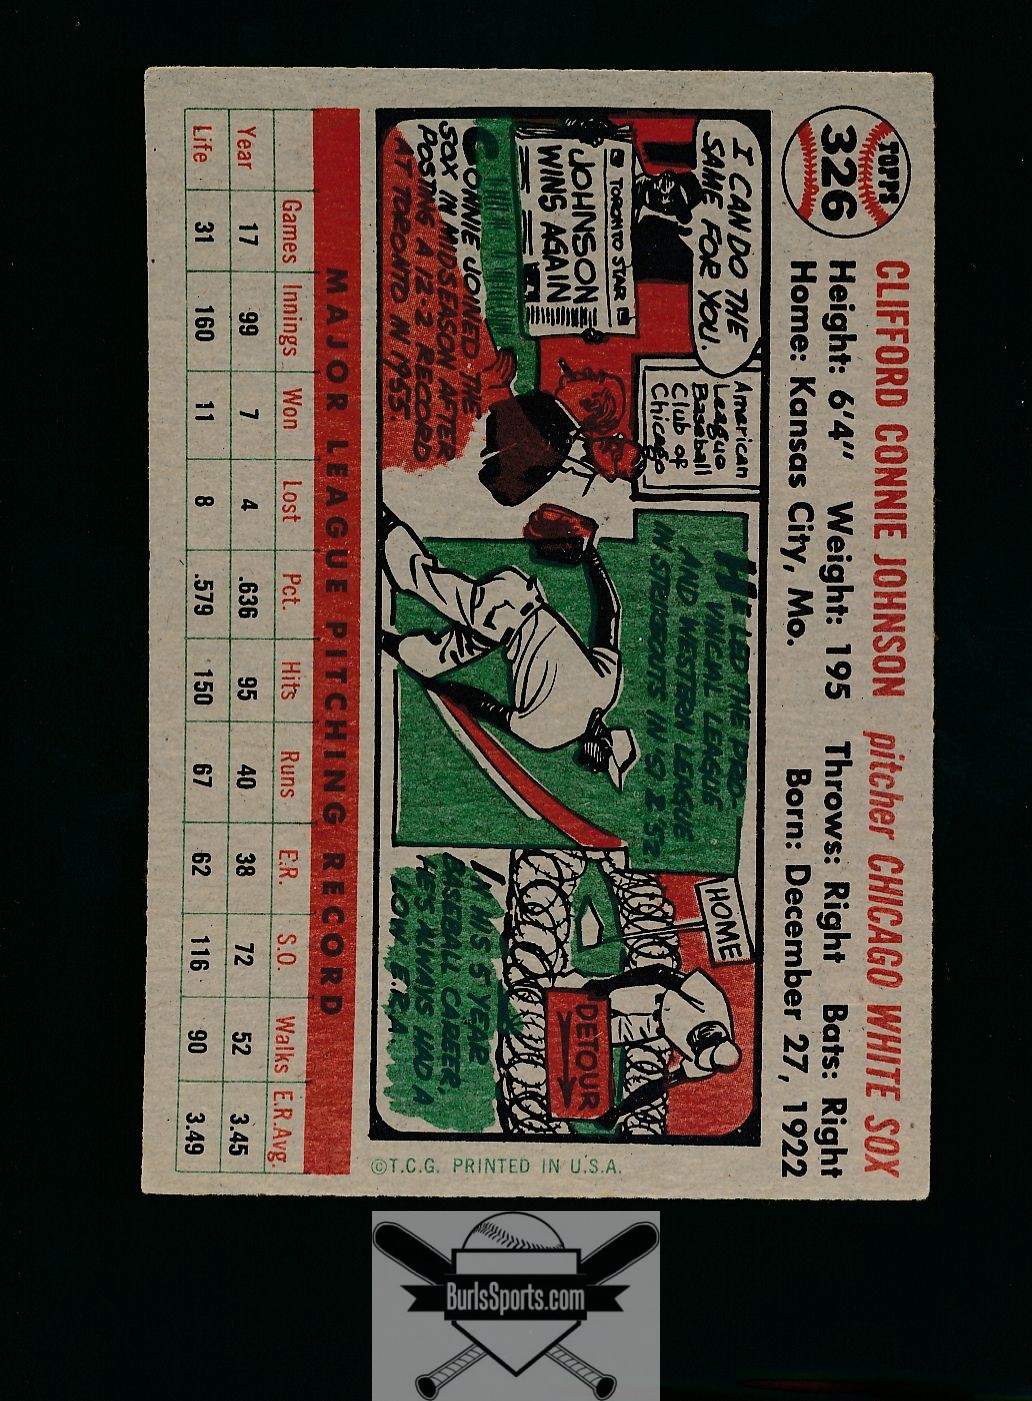 TOPPS
326
CLIFFORD CONNIE JOHNSON pitcher CHICAGO WHITE SOX
Height: 6'4" Weight: 195 Throws: Right Bats: Right
Home: Kansas City, Mo. Born: December 27, 1922
I CAN DO THE
SAME FOR YOU.
American
League
Baseball
Club of
Chicago
TORONTO STAR
JOHNSON
WINS AGAIN
CONNIE JOINED THE
SOX IN MIDSEASON AFTER
POSTING A 12-2 RECORD
AT TORONTO IN 1955.
HE LED THE PRO-
VINCAL LEAGUE
AND WESTERN LEAGUE
IN STRIKEOUTS IN '51 & '52
HOME
DETOUR
IN HIS 5 YEAR
BASEBALL CAREER,
HE'S ALWAYS HAD A
LOW E.R.A.
MAJOR LEAGUE PITCHING RECORD
Games Innings Won Lost Pct. Hits Runs E.R. S.O. Walks E.R.Avg.
Year 17 99 7 4 .636 95 40 38 72 52 3.45
Life 31 160 11 8 .579 150 67 62 116 90 3.49
©T.C.G. PRINTED IN U.S.A.
BurlsSports.com